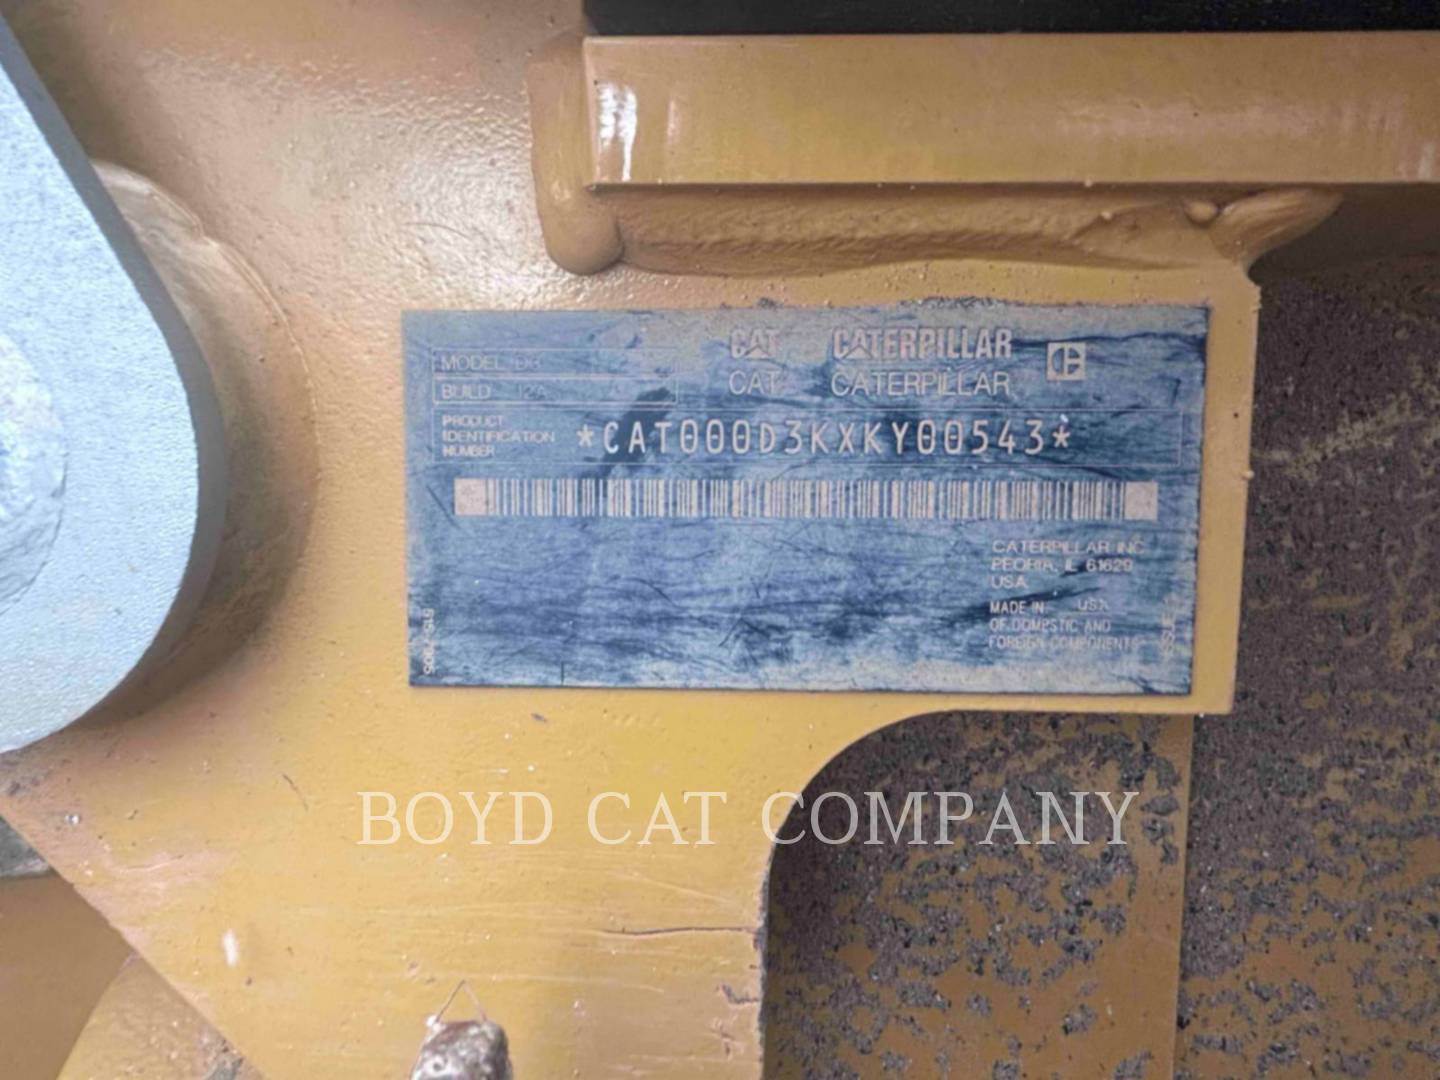 MODEL D3
BUILD 12A
CAT CATERPILLAR
CAT CATERPILLAR
PRODUCT
IDENTIFICATION
NUMBER
*CAT000D3KXKY00543*
CATERPILLAR INC.
PEORIA, IL 61629
USA
MADE IN USA
OF DOMESTIC AND
FOREIGN COMPONENTS
BOYD CAT COMPANY